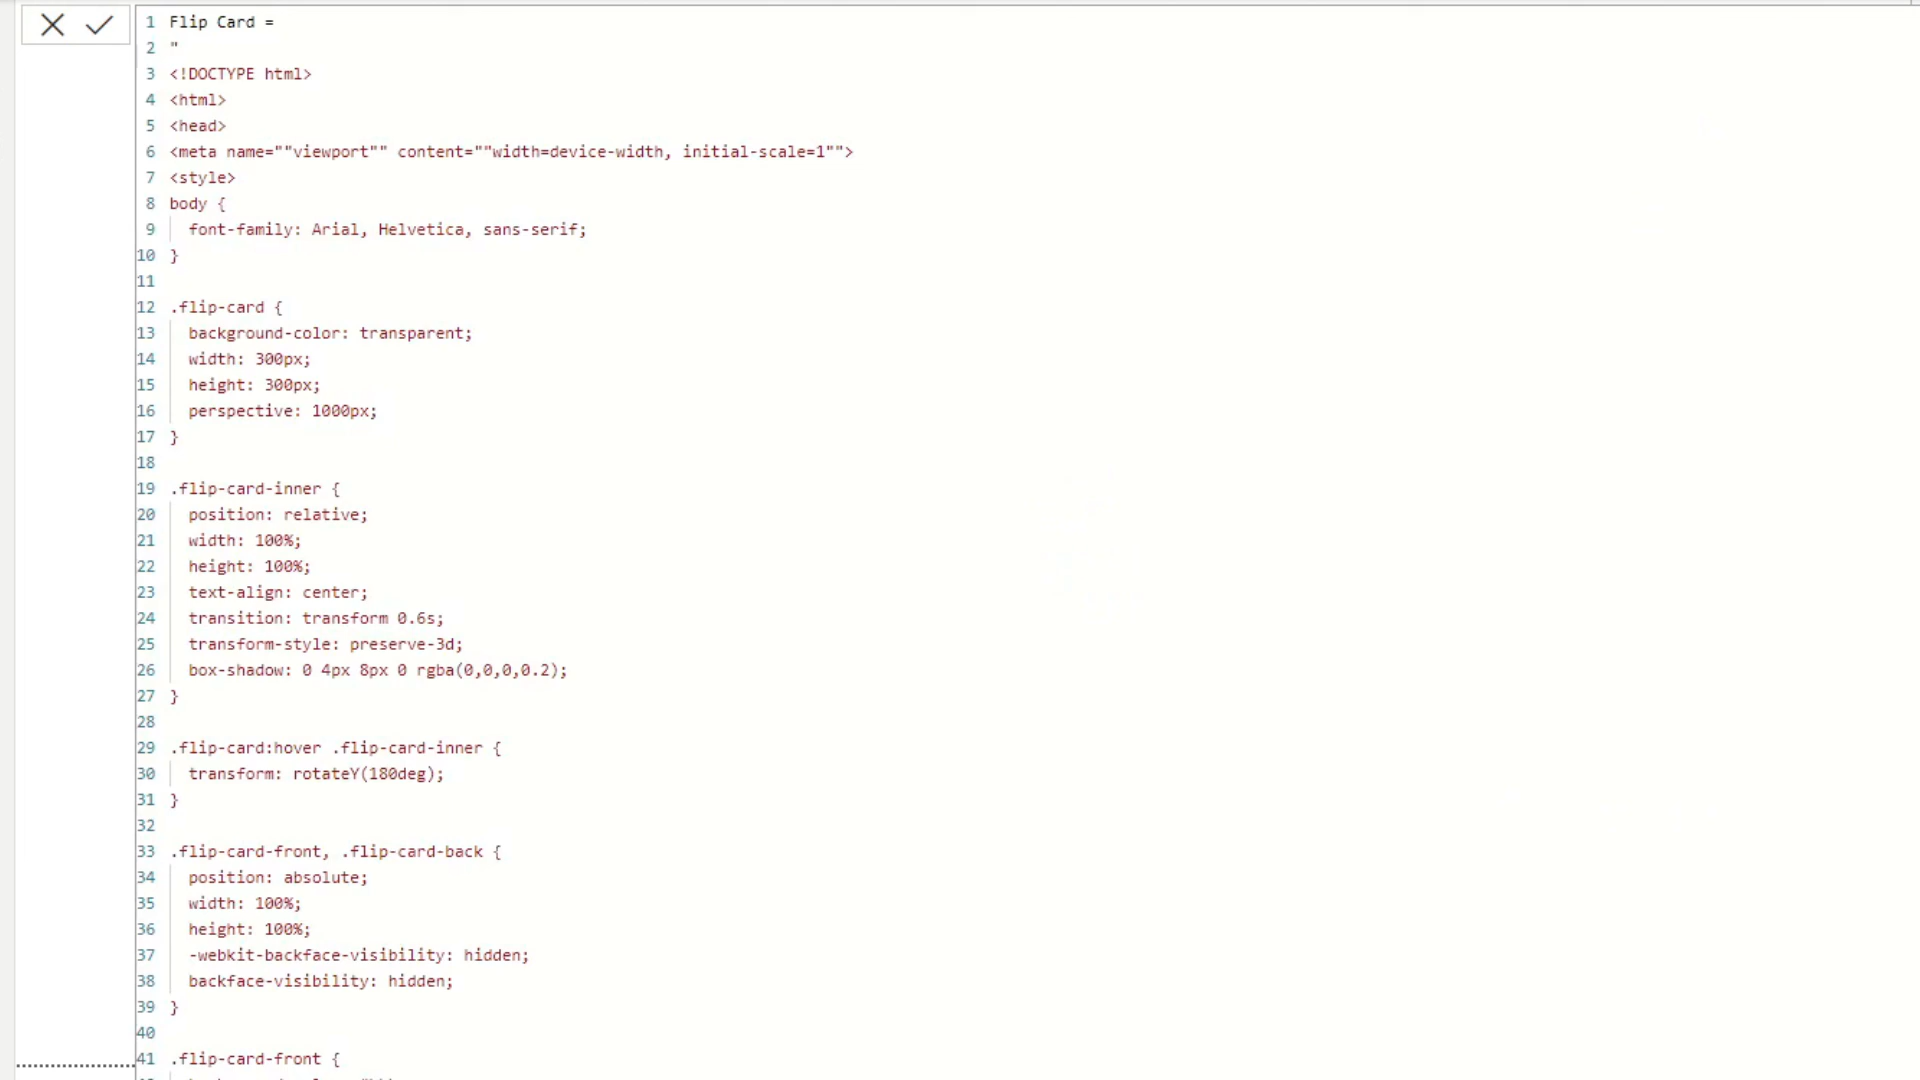 1 Flip Card =
2 "
3 <!DOCTYPE html>
4 <html>
5 <head>
6 <meta name=""viewport"" content=""width=device-width, initial-scale=1"">
7 <style>
8 body {
9 font-family: Arial, Helvetica, sans-serif;
10 }
11
12 .flip-card {
13 background-color: transparent;
14 width: 300px;
15 height: 300px;
16 perspective: 1000px;
17 }
18
19 .flip-card-inner {
20 position: relative;
21 width: 100%;
22 height: 100%;
23 text-align: center;
24 transition: transform 0.6s;
25 transform-style: preserve-3d;
26 box-shadow: 0 4px 8px 0 rgba(0,0,0,0.2);
27 }
28
29 .flip-card:hover .flip-card-inner {
30 transform: rotateY(180deg);
31 }
32
33 .flip-card-front, .flip-card-back {
34 position: absolute;
35 width: 100%;
36 height: 100%;
37 -webkit-backface-visibility: hidden;
38 backface-visibility: hidden;
39 }
40
41 .flip-card-front {